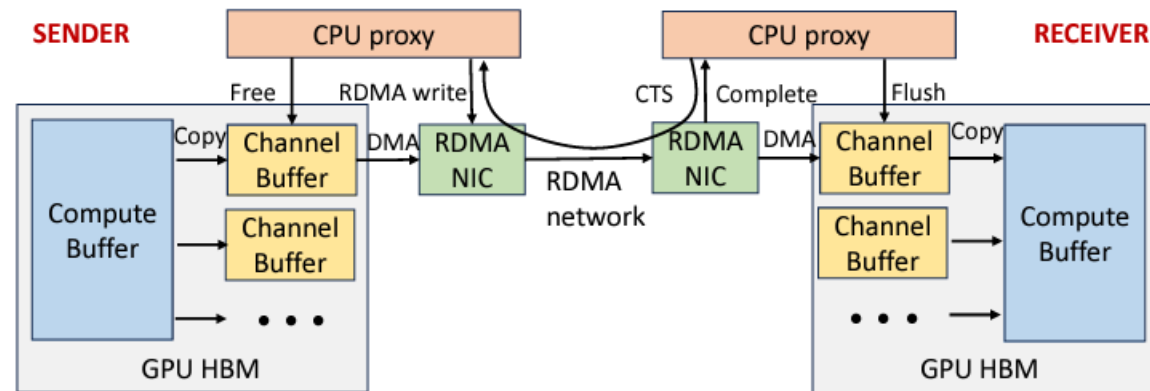 SENDER
CPU proxy
CPU proxy
RECEIVER
Free
RDMA write
CTS
Complete
Flush
Copy
Channel
Buffer
DMA
RDMA
NIC
RDMA
network
RDMA
NIC
DMA
Channel
Buffer
Copy
Compute
Buffer
Channel
Buffer
Channel
Buffer
Compute
Buffer
• • •
• • •
GPU HBM
GPU HBM